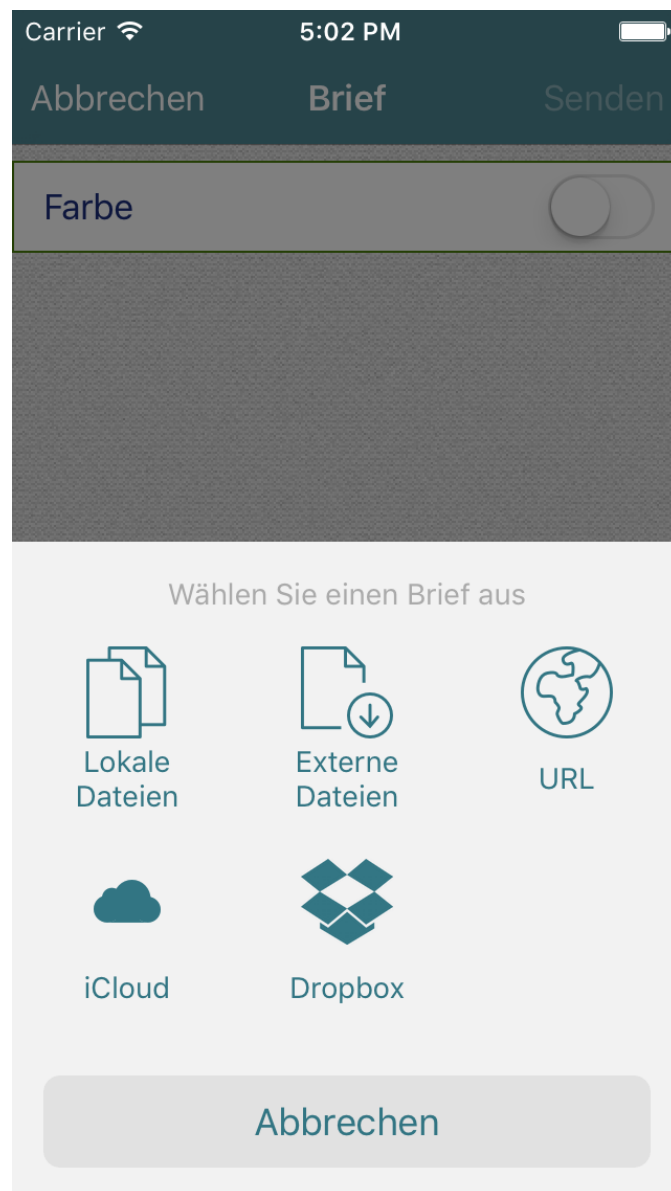 Carrier 5:02 PM
Abbrechen Brief Senden
Farbe
Wählen Sie einen Brief aus
Lokale
Dateien
Externe
Dateien
URL
iCloud
Dropbox
Abbrechen